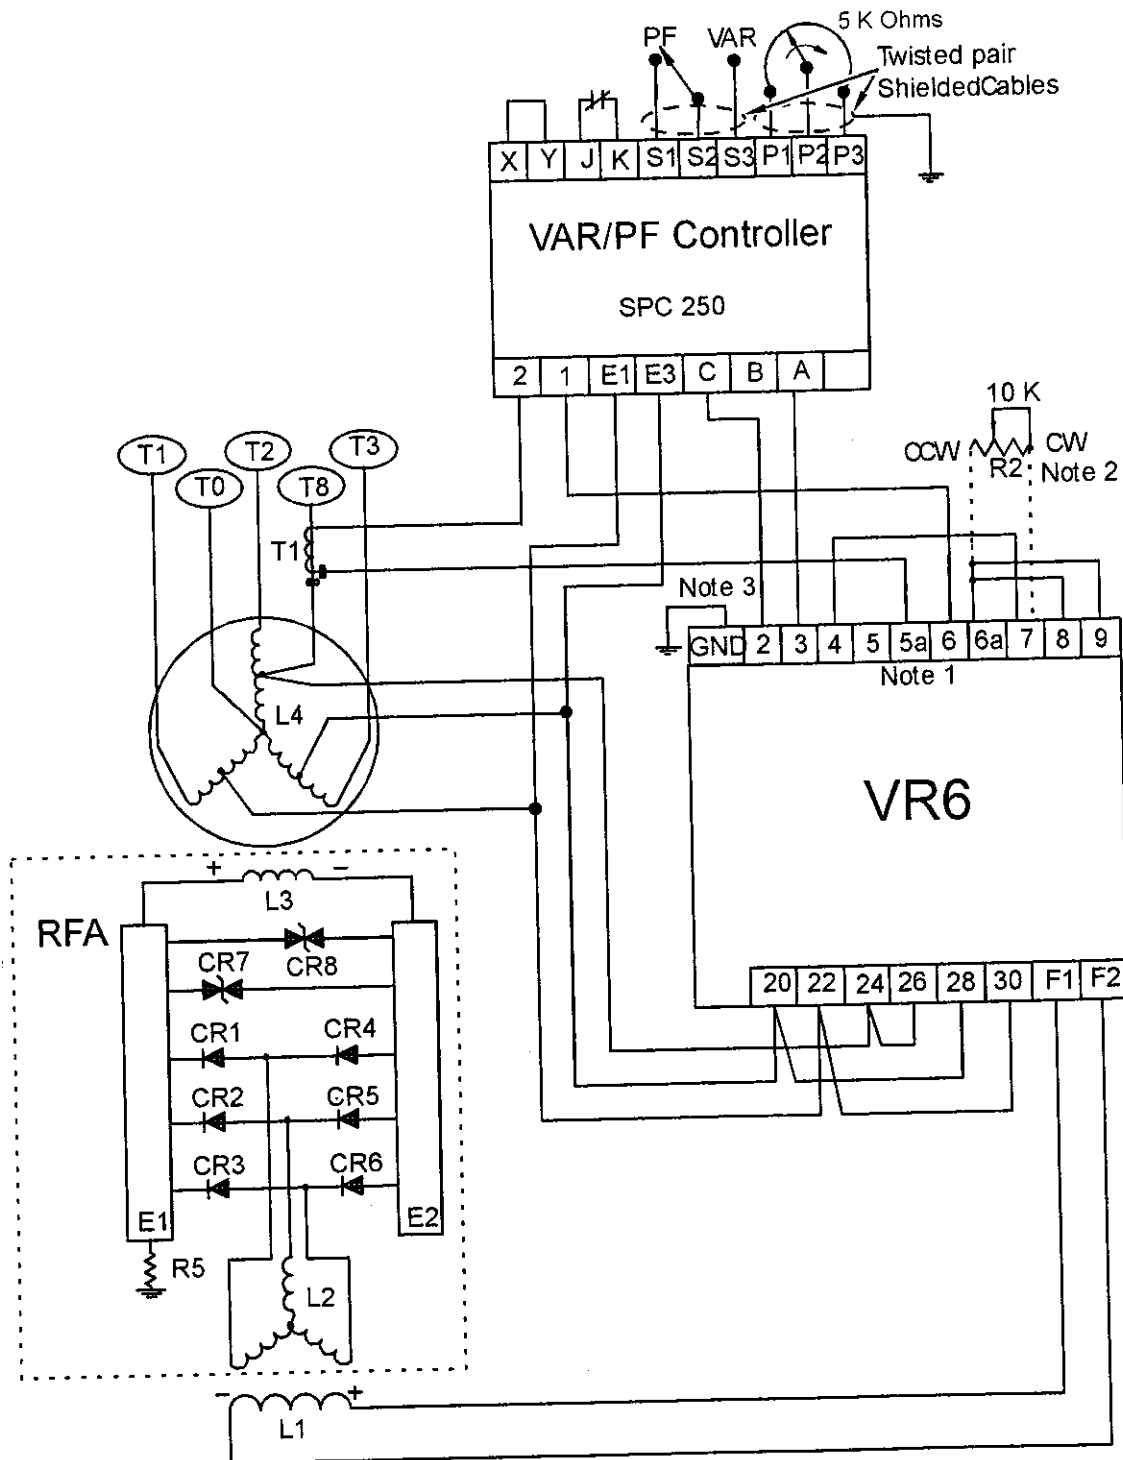 5 K Ohms
PF VAR
Twisted pair
ShieldedCables
X Y J K S1 S2 S3 P1 P2 P3
VAR/PF Controller
SPC 250
2 1 E1 E3 C B A
10 K
CCW CW
R2 Note 2
T1 T0 T2 T8 T3
T1
Note 3
GND 2 3 4 5 5a 6 6a 7 8 9
Note 1
L4
VR6
+ −
L3
RFA
CR7 CR8
20 22 24 26 28 30 F1 F2
CR1 CR4
CR2 CR5
CR3 CR6
E1 E2
R5
L2
− +
L1